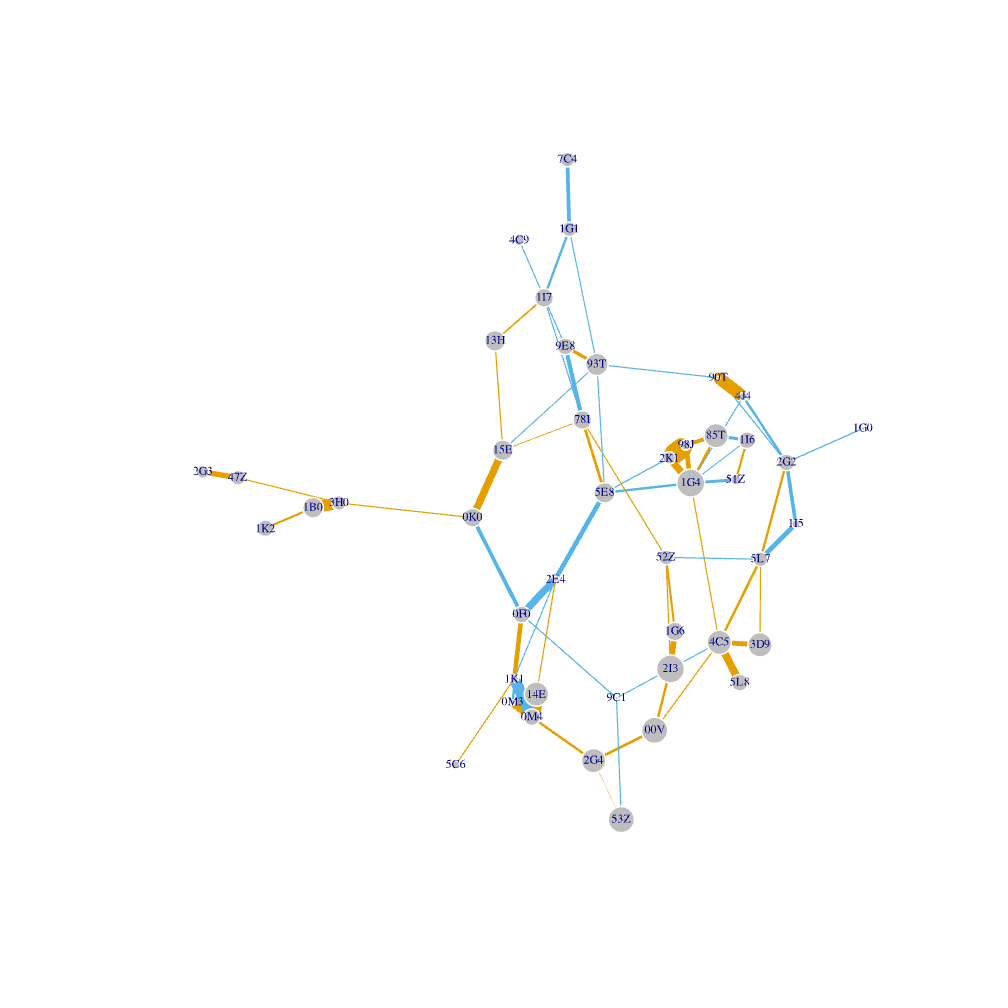 7C4
1G1
4C9
1I7
13H
9E8
93T
90T
4J4
781
1G0
85T
1I6
98J
15E
2K1
2G2
2G3
47Z
1G4
51Z
5E8
3H0
1B0
0K0
1I5
1K2
52Z
5L7
2E4
0F0
1G6
4C5
3D9
2I3
1K1
5L8
14E
9C1
0M3
0M4
00V
2G4
5C6
53Z